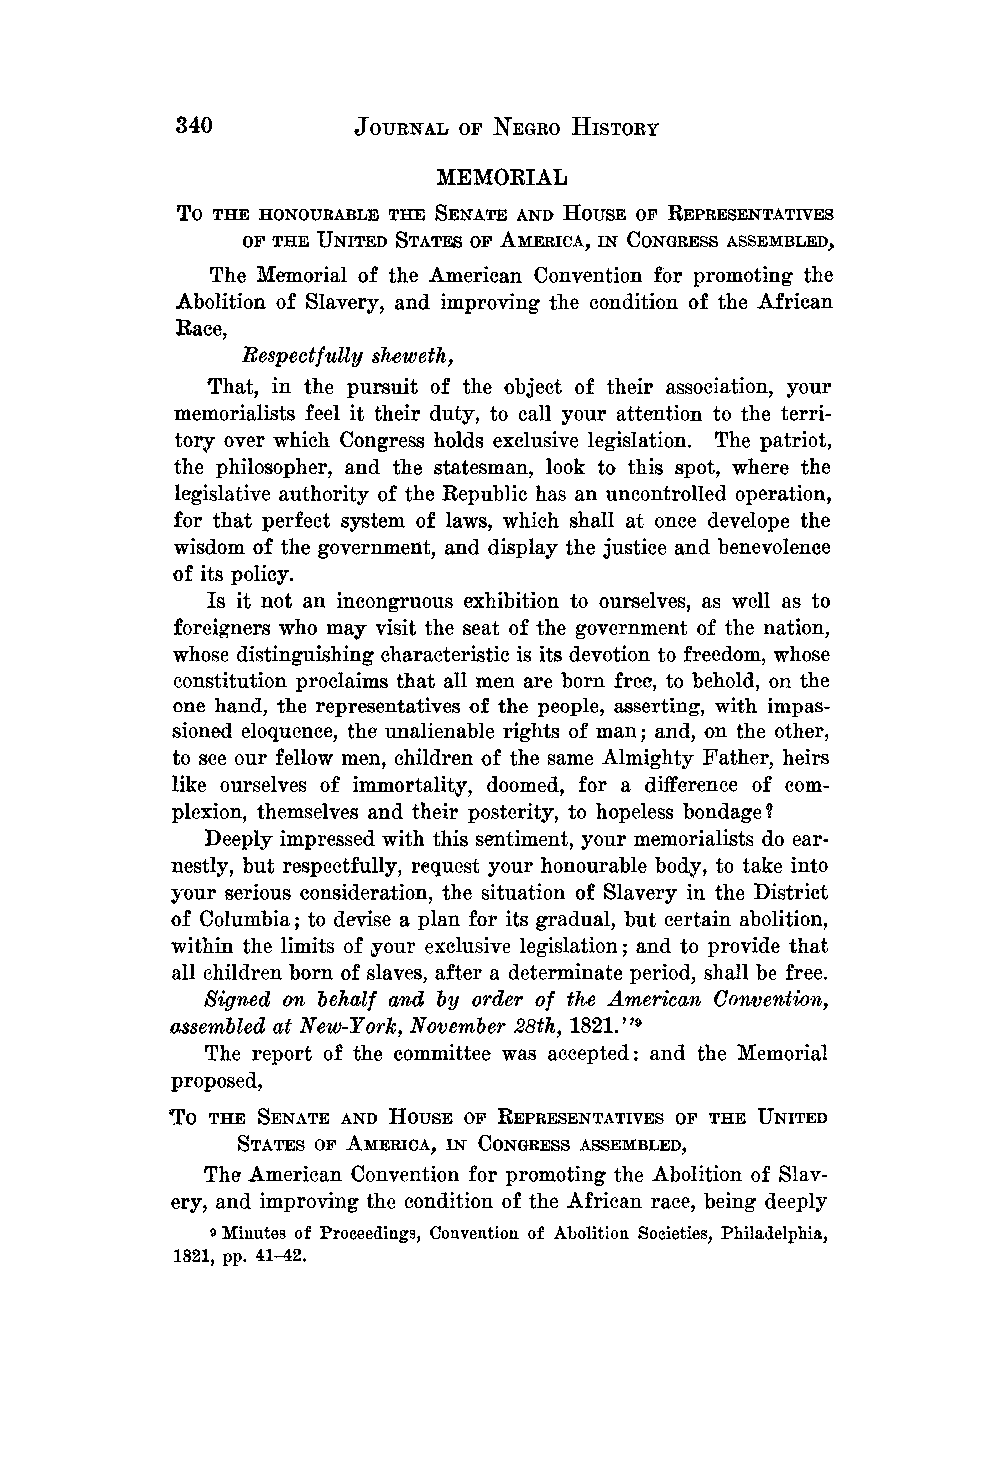 340 JOURNAL OF NEGRO HISTORY
MEMORIAL
TO THE HONOURABLE THE SENATE AND HOUSE OF REPRESENTATIVES
OF THE UNITED STATES OF AMERICA, IN CONGRESS ASSEMBLED,
The Memorial of the American Convention for promoting the
Abolition of Slavery, and improving the condition of the African
Race,
Respectfully sheweth,
That, in the pursuit of the object of their association, your
memorialists feel it their duty, to call your attention to the terri-
tory over which Congress holds exclusive legislation. The patriot,
the philosopher, and the statesman, look to this spot, where the
legislative authority of the Republic has an uncontrolled operation,
for that perfect system of laws, which shall at once develope the
wisdom of the government, and display the justice and benevolence
of its policy.
Is it not an incongruous exhibition to ourselves, as well as to
foreigners who may visit the seat of the government of the nation,
whose distinguishing characteristic is its devotion to freedom, whose
constitution proclaims that all men are born free, to behold, on the
one hand, the representatives of the people, asserting, with impas-
sioned eloquence, the unalienable rights of man; and, on the other,
to see our fellow men, children of the same Almighty Father, heirs
like ourselves of immortality, doomed, for a difference of com-
plexion, themselves and their posterity, to hopeless bondage?
Deeply impressed with this sentiment, your memorialists do ear-
nestly, but respectfully, request your honourable body, to take into
your serious consideration, the situation of Slavery in the District
of Columbia; to devise a plan for its gradual, but certain abolition,
within the limits of your exclusive legislation; and to provide that
all children born of slaves, after a determinate period, shall be free.
Signed on behalf and by order of the American Convention,
assembled at New-York, November 28th, 1821.''⁹
The report of the committee was accepted: and the Memorial
proposed,
TO THE SENATE AND HOUSE OF REPRESENTATIVES OF THE UNITED
STATES OF AMERICA, IN CONGRESS ASSEMBLED,
The American Convention for promoting the Abolition of Slav-
ery, and improving the condition of the African race, being deeply
⁹ Minutes of Proceedings, Convention of Abolition Societies, Philadelphia,
1821, pp. 41–42.